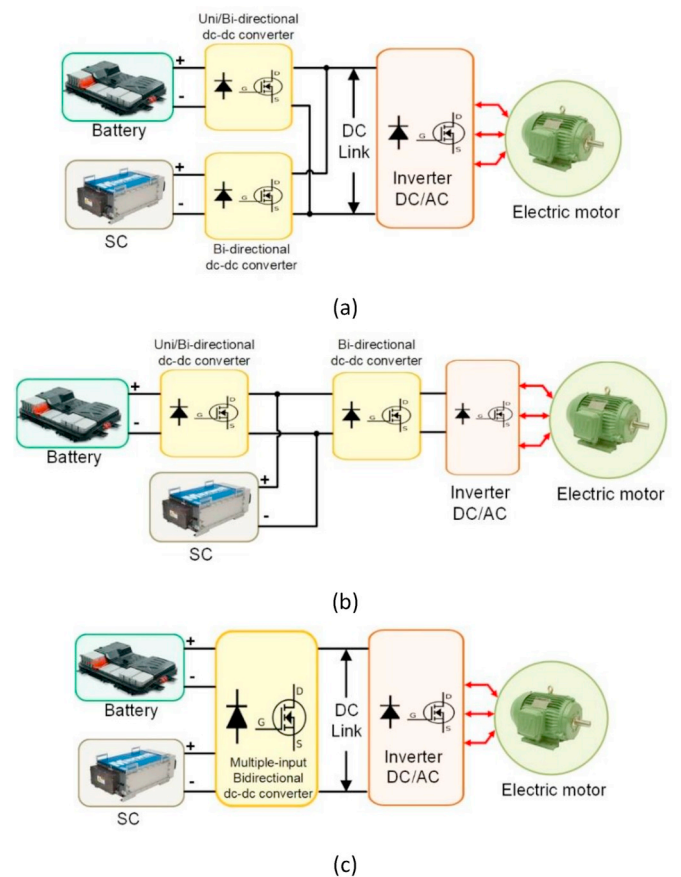 Uni/Bi-directional
dc-dc converter
+
-
Battery
G
D
S
DC
Link
G
D
S
Inverter
DC/AC
Electric motor
+
-
SC
G
D
S
Bi-directional
dc-dc converter
(a)
Uni/Bi-directional
dc-dc converter
Bi-directional
dc-dc converter
+
-
Battery
G
D
S
G
D
S
G
D
S
+
-
SC
Inverter
DC/AC
Electric motor
(b)
+
-
Battery
+
-
SC
G
D
S
Multiple-input
Bidirectional
dc-dc converter
DC
Link
G
D
S
Inverter
DC/AC
Electric motor
(c)